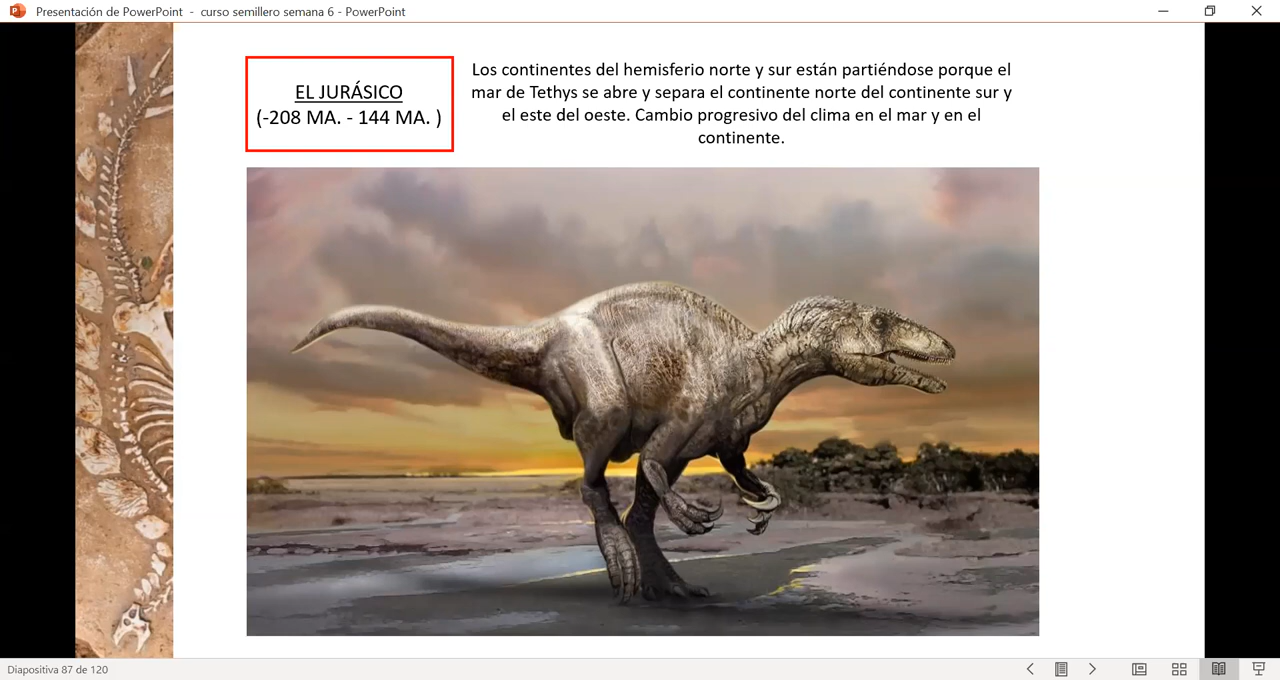 Presentación de PowerPoint - curso semillero semana 6 - PowerPoint
EL JURÁSICO
(-208 MA. - 144 MA. )
Los continentes del hemisferio norte y sur están partiéndose porque el
mar de Tethys se abre y separa el continente norte del continente sur y
el este del oeste. Cambio progresivo del clima en el mar y en el
continente.
Diapositiva 87 de 120